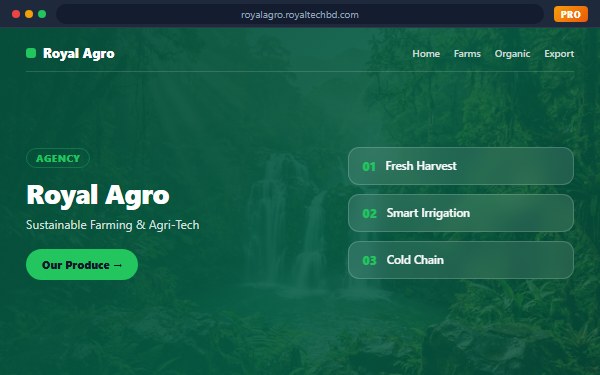 royalagro.royaltechbd.com
PRO
Royal Agro
Home Farms Organic Export
AGENCY
Royal Agro
Sustainable Farming & Agri-Tech
Our Produce →
01 Fresh Harvest
02 Smart Irrigation
03 Cold Chain